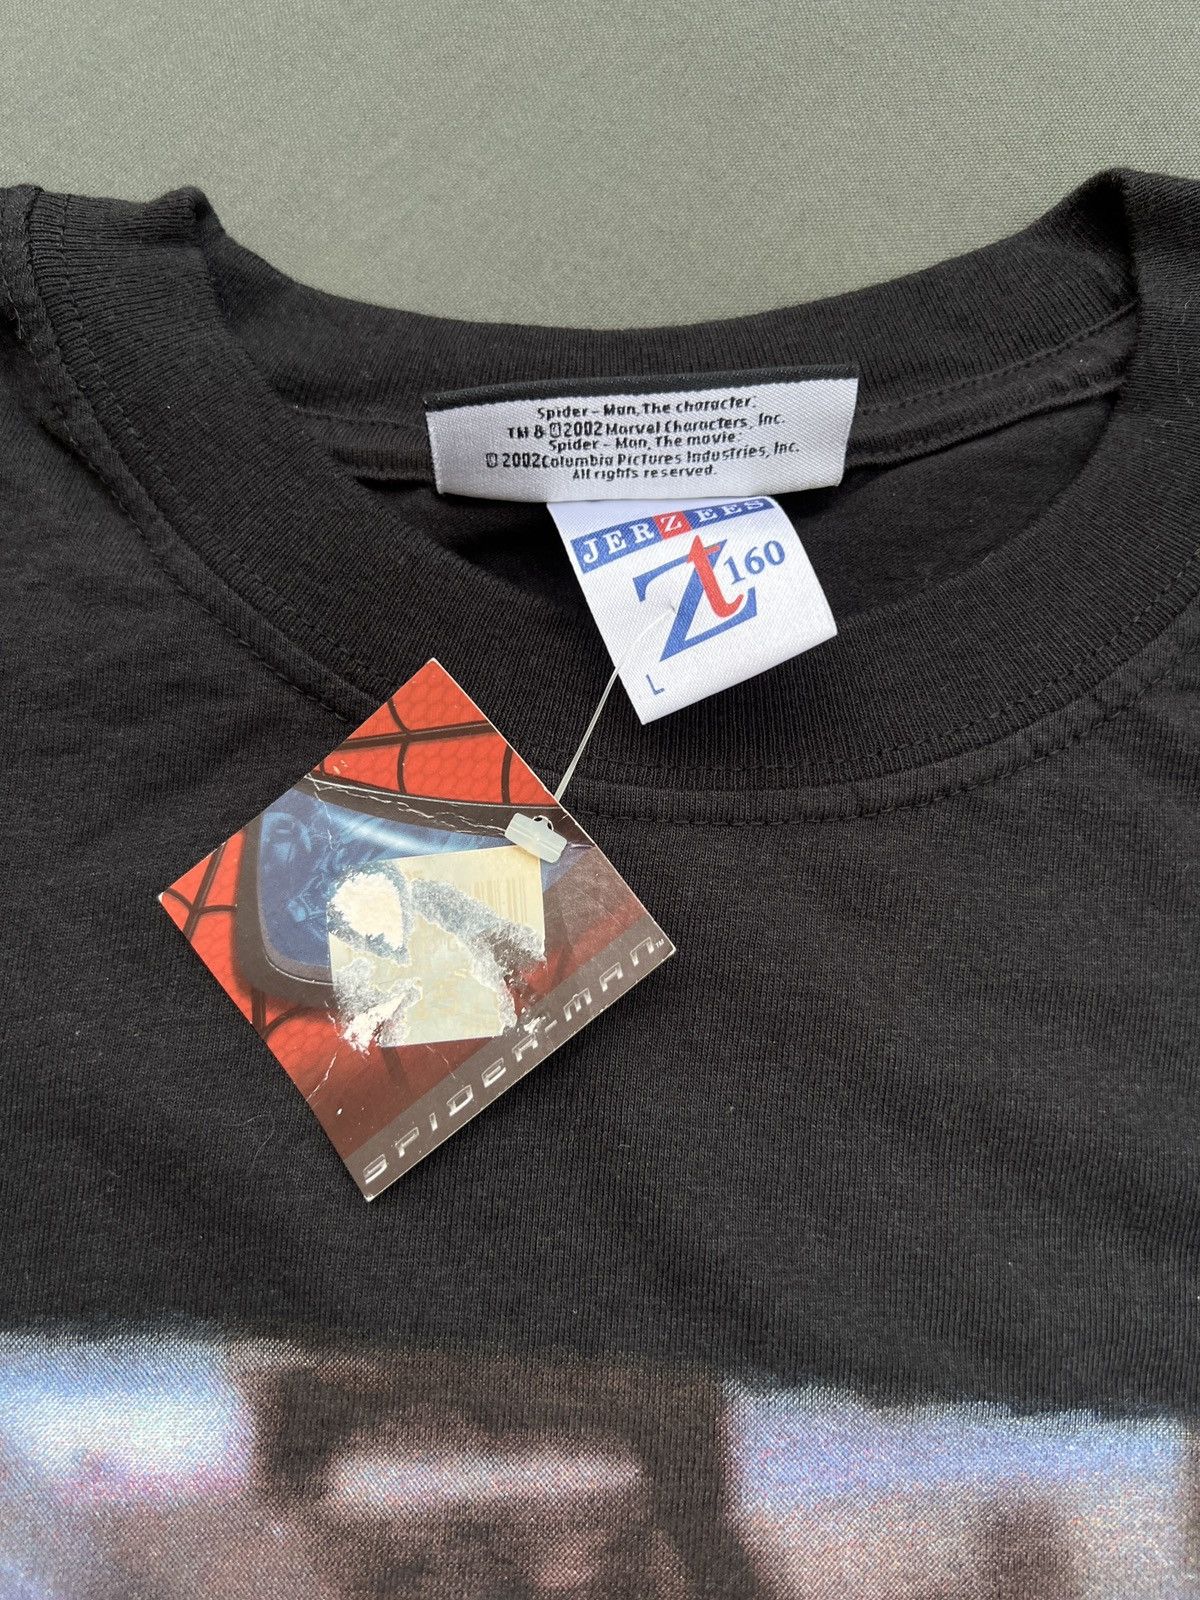 Spider - Man, The character:
TM & © 2002 Marvel Characters, Inc.
Spider - Man, The movie:
© 2002 Columbia Pictures Industries, Inc.
All rights reserved.
JERZEES
Zt 160
L
SPIDER-MAN™